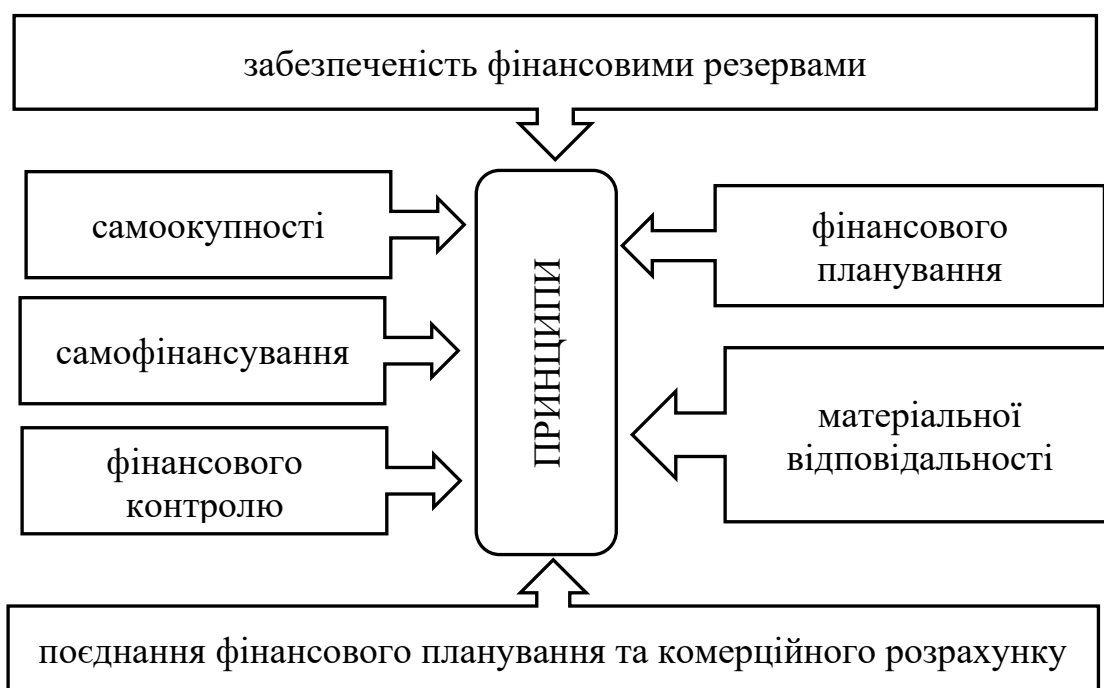 забезпеченість фінансовими резервами
самоокупності
самофінансування
фінансового
контролю
ПРИНЦИПИ
фінансового
планування
матеріальної
відповідальності
поєднання фінансового планування та комерційного розрахунку